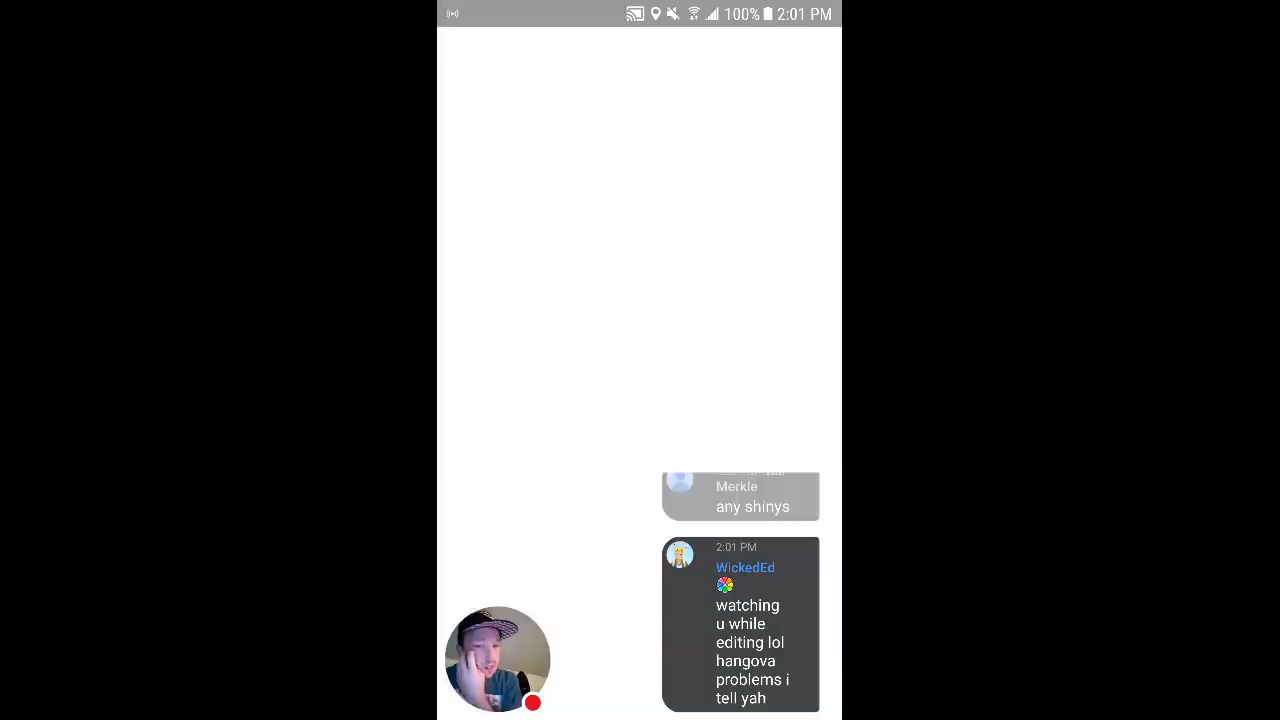 100% 2:01 PM
Merkle
any shinys
2:01 PM
WickedEd
watching
u while
editing lol
hangova
problems i
tell yah